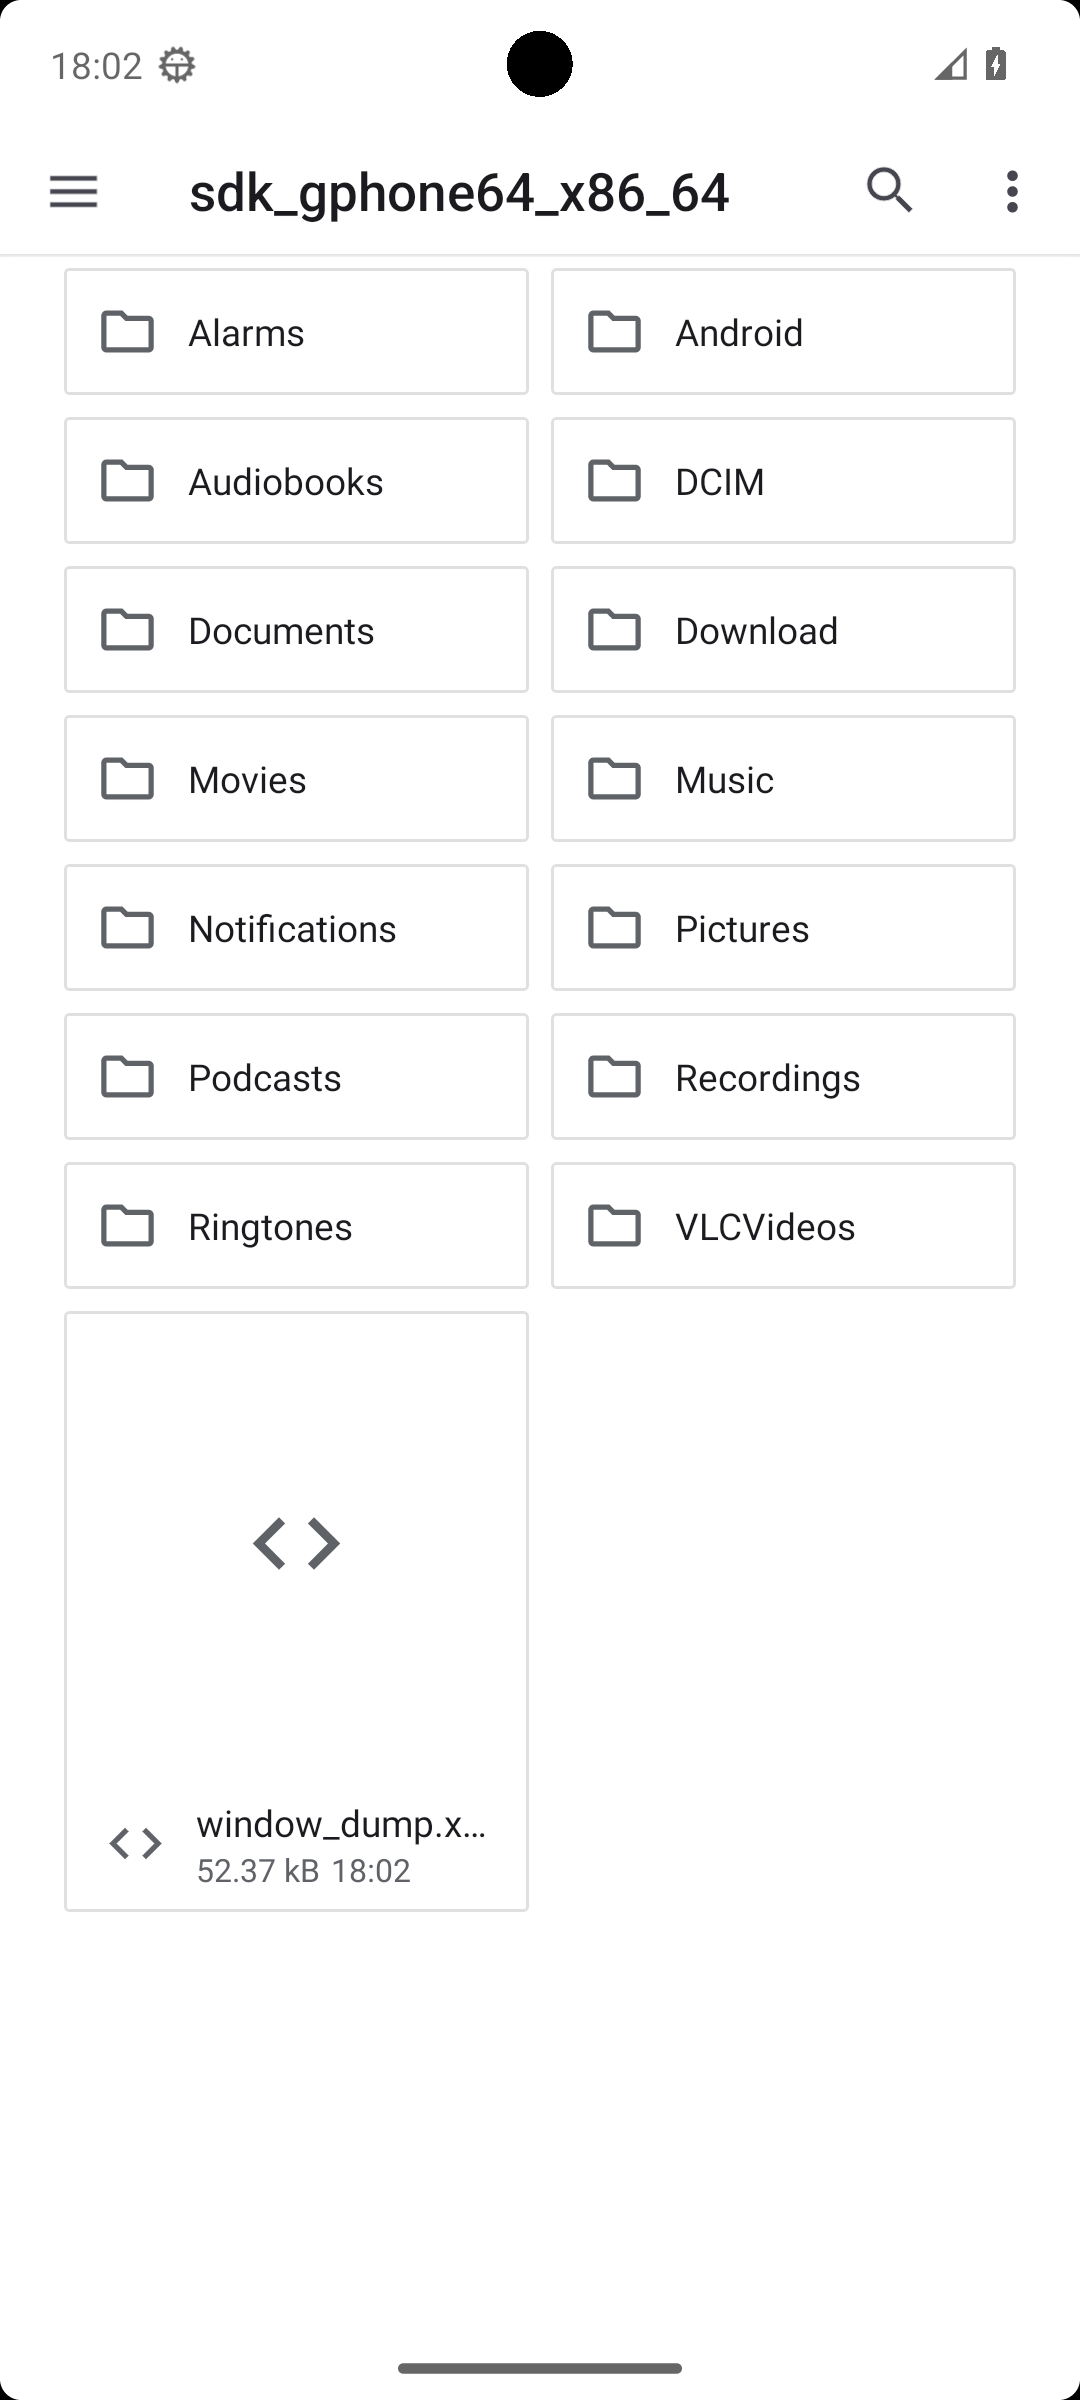 18:02
sdk_gphone64_x86_64
Alarms
Android
Audiobooks
DCIM
Documents
Download
Movies
Music
Notifications
Pictures
Podcasts
Recordings
Ringtones
VLCVideos
window_dump.x…
52.37 kB 18:02